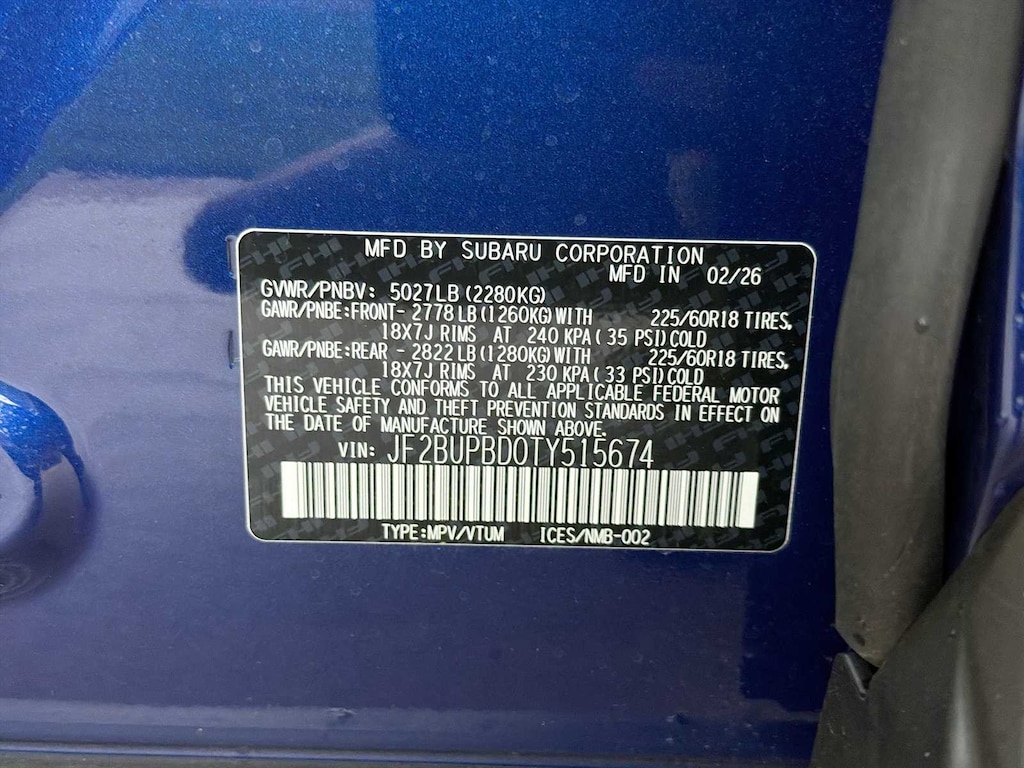 MFD BY SUBARU CORPORATION
MFD IN 02/26
GVWR/PNBV: 5027LB (2280KG)
GAWR/PNBE:FRONT- 2778 LB (1260KG) WITH 225/60R18 TIRES,
18X7J RIMS AT 240 KPA ( 35 PSI) COLD
GAWR/PNBE:REAR - 2822 LB (1280KG) WITH 225/60R18 TIRES,
18X7J RIMS AT 230 KPA ( 33 PSI) COLD
THIS VEHICLE CONFORMS TO ALL APPLICABLE FEDERAL MOTOR
VEHICLE SAFETY AND THEFT PREVENTION STANDARDS IN EFFECT ON
THE DATE OF MANUFACTURE SHOWN ABOVE.
VIN: JF2BUPBD0TY515674
TYPE:MPV/VTUM ICES/NMB-002